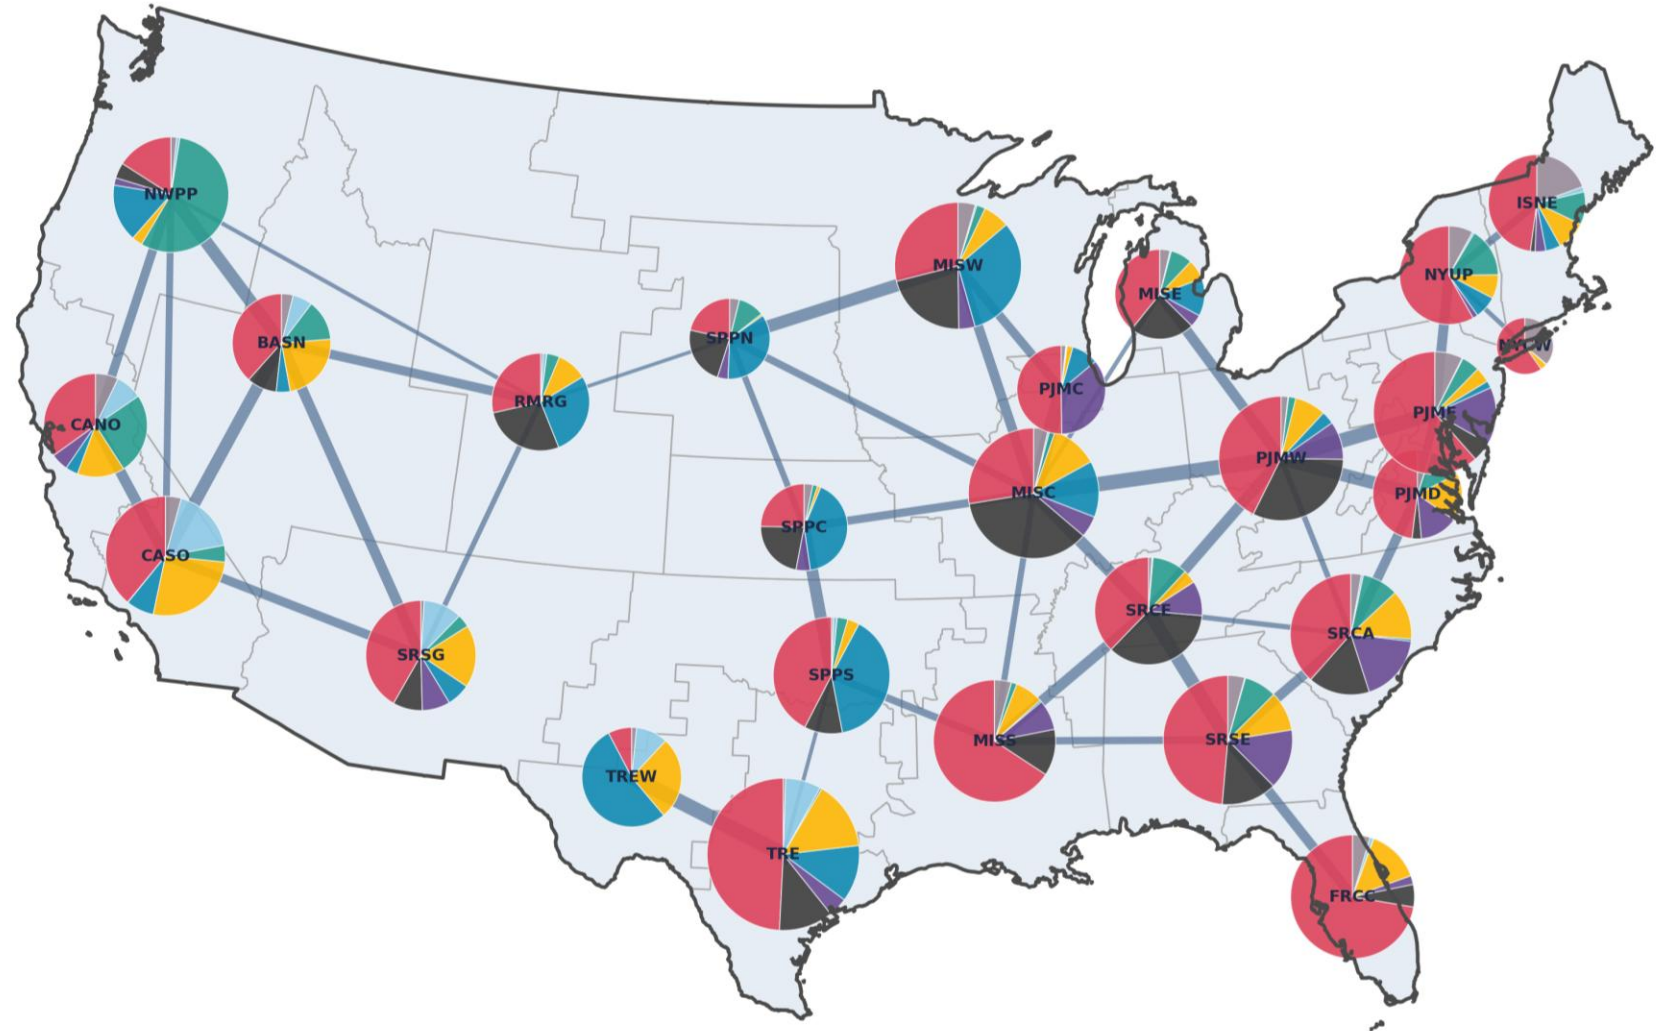 NWPP
ISNE
MISW
NYUP
MISE
SPPN
BASN
NYCW
PJMC
RMRG
PJME
CANO
PJMW
MISC
PJMD
SPPC
CASO
SRCE
SRCA
SRSG
SPPS
MISS
SRSE
TREW
TRE
FRCC